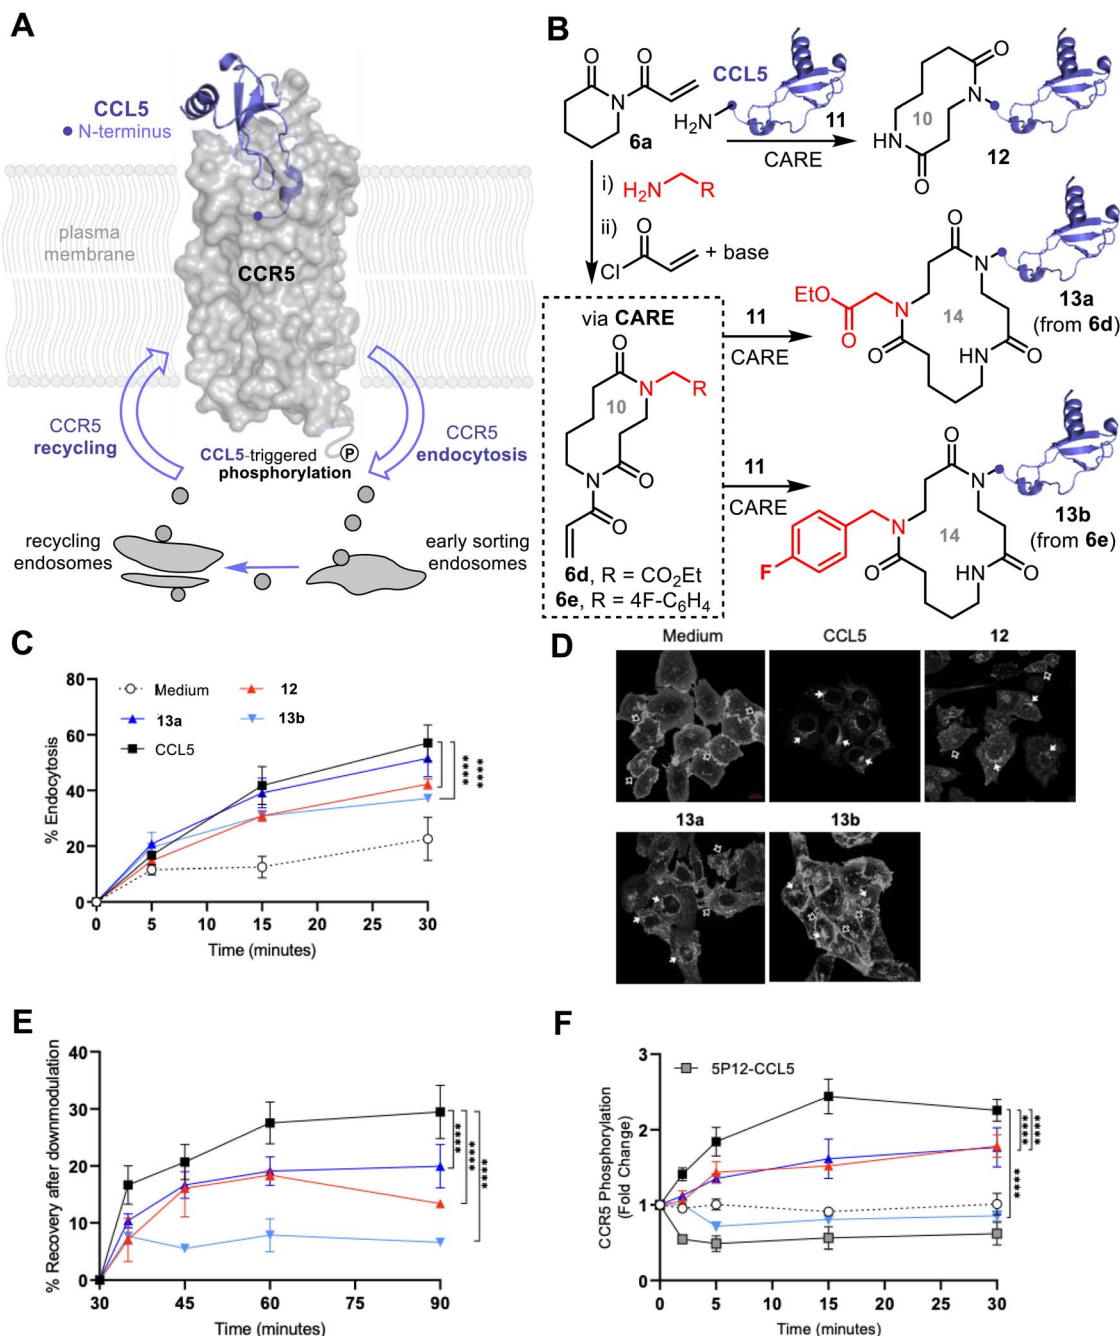 A
CCL5
N-terminus
plasma
membrane
CCR5
CCR5
recycling
CCL5-triggered
phosphorylation
P
CCR5
endocytosis
recycling
endosomes
early sorting
endosomes
B
O
O
N
6a
CCL5
H2N
11
CARE
O
N
10
HN
O
12
i)
H2N
R
ii)
O
Cl
+ base
via CARE
O
N
R
10
N
O
O
6d, R = CO2Et
6e, R = 4F-C6H4
11
CARE
O
N
EtO
O
N
14
O
NH
O
13a
(from 6d)
11
CARE
O
N
N
F
14
O
NH
O
13b
(from 6e)
C
% Endocytosis
80
60
40
20
0
0
5
10
15
20
25
30
Time (minutes)
Medium
12
13a
13b
CCL5
****
****
D
Medium
CCL5
12
13a
13b
E
% Recovery after downmodulation
40
30
20
10
0
30
45
60
75
90
Time (minutes)
****
****
****
F
CCR5 Phosphorylation
(Fold Change)
3
2
1
0
0
5
10
15
20
25
30
Time (minutes)
5P12-CCL5
****
****
****